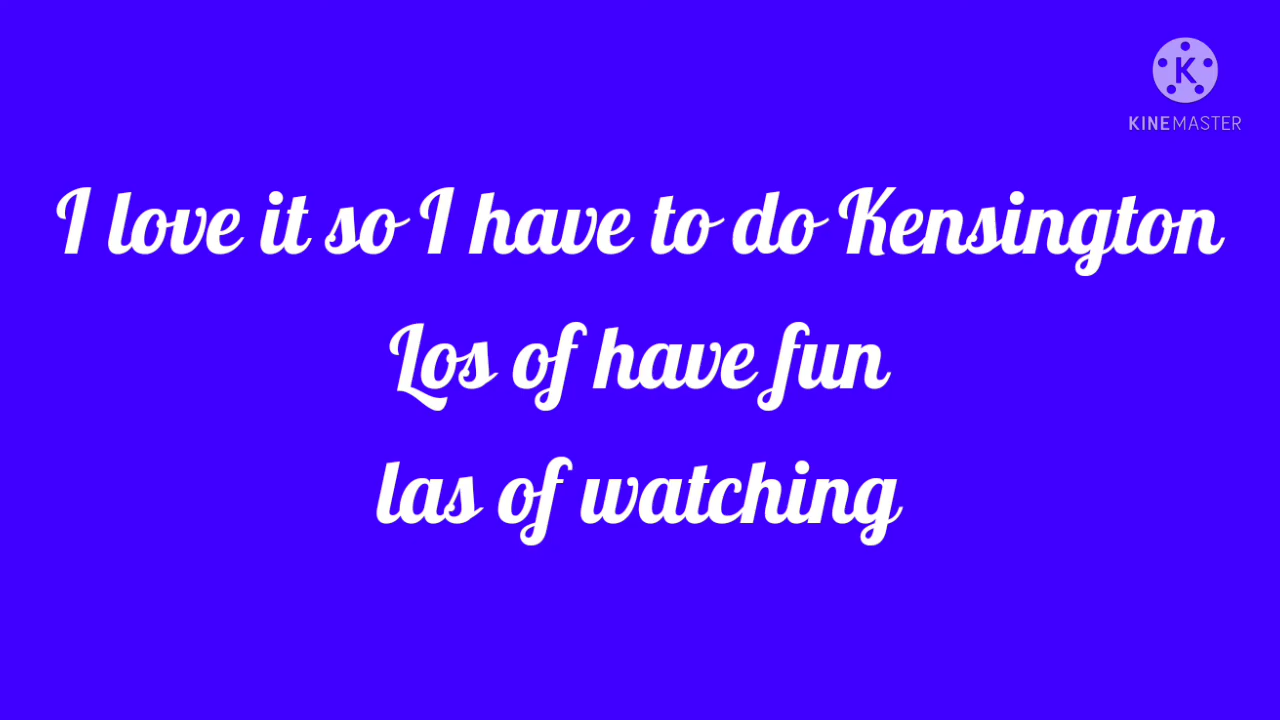 KINEMASTER
I love it so I have to do Kensington
Los of have fun
las of watching